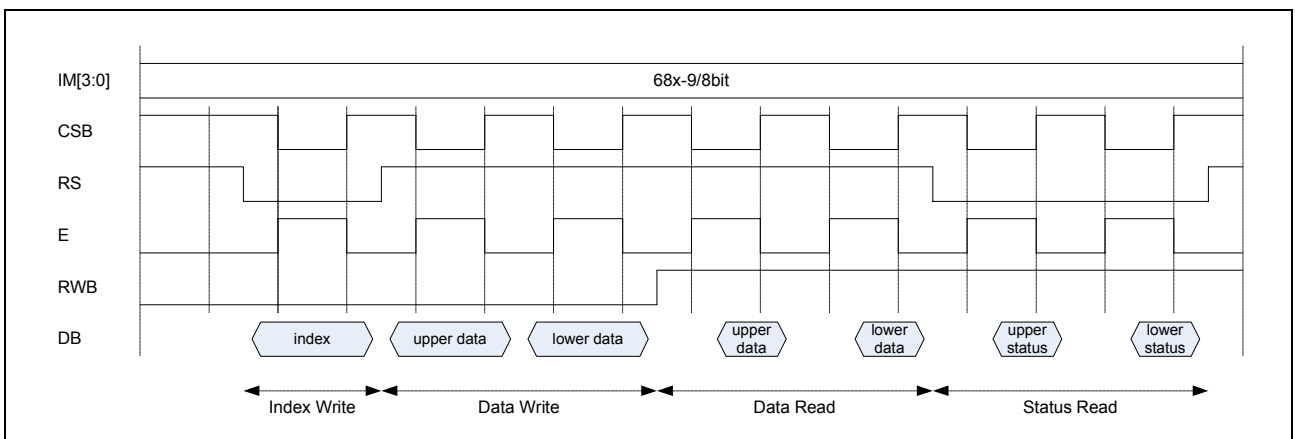 IM[3:0]
68x-9/8bit
CSB
RS
E
RWB
DB
index
upper data
lower data
upper
data
lower
data
upper
status
lower
status
Index Write
Data Write
Data Read
Status Read